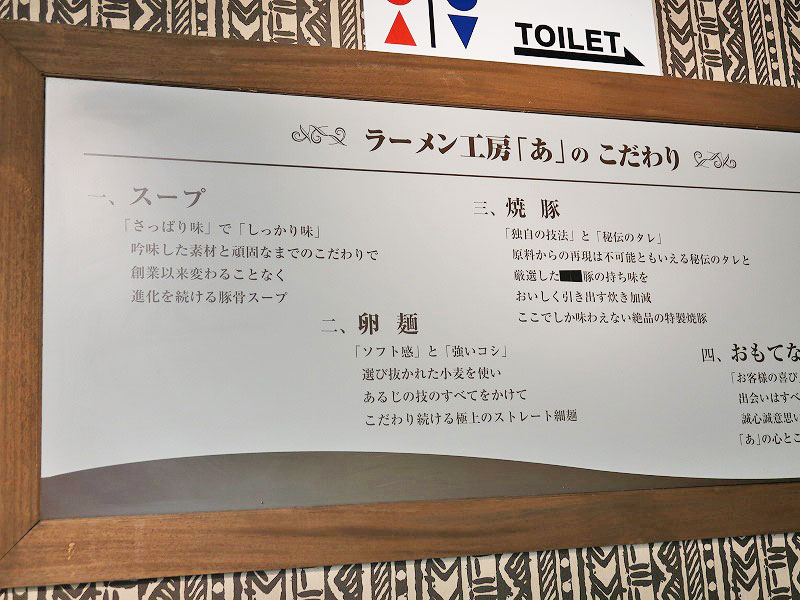 TOILET
ラーメン工房「あ」の こだわり
一、スープ
「さっぱり味」で「しっかり味」
吟味した素材と頑固なまでのこだわりで
創業以来変わることなく
進化を続ける豚骨スープ
二、卵 麺
「ソフト感」と「強いコシ」
選び抜かれた小麦を使い
あるじの技のすべてをかけて
こだわり続ける極上のストレート細麺
三、焼 豚
「独自の技法」と「秘伝のタレ」
原料からの再現は不可能ともいえる秘伝のタレと
厳選した 豚の持ち味を
おいしく引き出す炊き加減
ここでしか味わえない絶品の特製焼豚
四、おもてな
「お客様の喜び」
出会いはすべ
誠心誠意思い
「あ」の心とこ